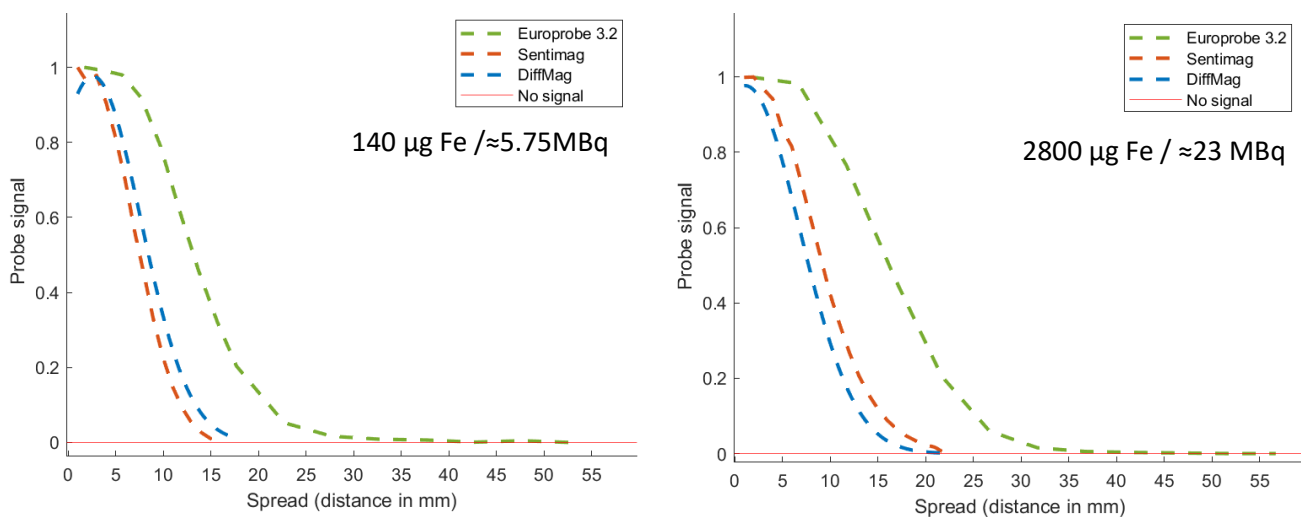 Europrobe 3.2
Sentimag
DiffMag
No signal
140 µg Fe /≈5.75MBq
Probe signal
1
0.8
0.6
0.4
0.2
0
0 5 10 15 20 25 30 35 40 45 50 55
Spread (distance in mm)
Europrobe 3.2
Sentimag
DiffMag
No signal
2800 µg Fe / ≈23 MBq
Probe signal
1
0.8
0.6
0.4
0.2
0
0 5 10 15 20 25 30 35 40 45 50 55
Spread (distance in mm)